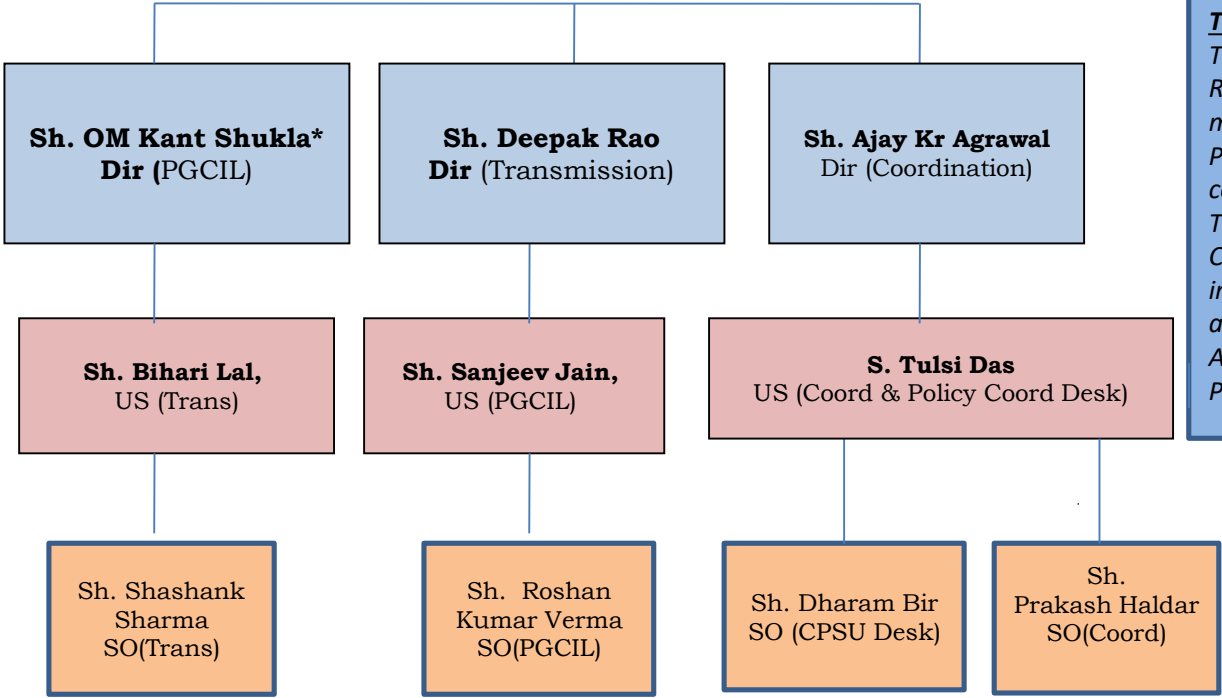 Sh. OM Kant Shukla*
Dir (PGCIL)
Sh. Deepak Rao
Dir (Transmission)
Sh. Ajay Kr Agrawal
Dir (Coordination)
Sh. Bihari Lal,
US (Trans)
Sh. Sanjeev Jain,
US (PGCIL)
S. Tulsi Das
US (Coord & Policy Coord Desk)
Sh. Shashank
Sharma
SO(Trans)
Sh. Roshan
Kumar Verma
SO(PGCIL)
Sh. Dharam Bir
SO (CPSU Desk)
Sh.
Prakash Haldar
SO(Coord)